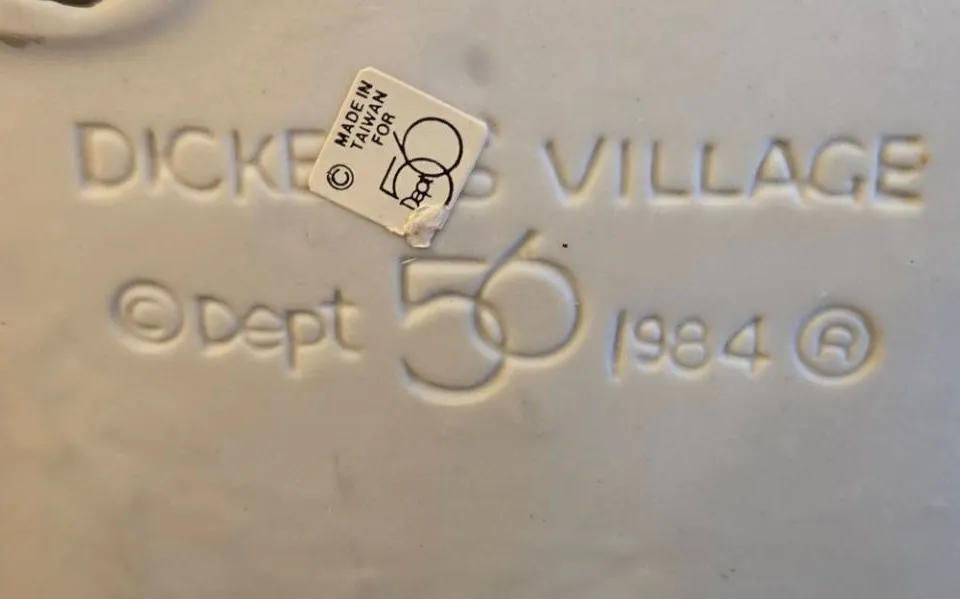 DICKE S VILLAGE
MADE IN
TAIWAN
FOR
© Dept 56
© Dept 56 1984 ®